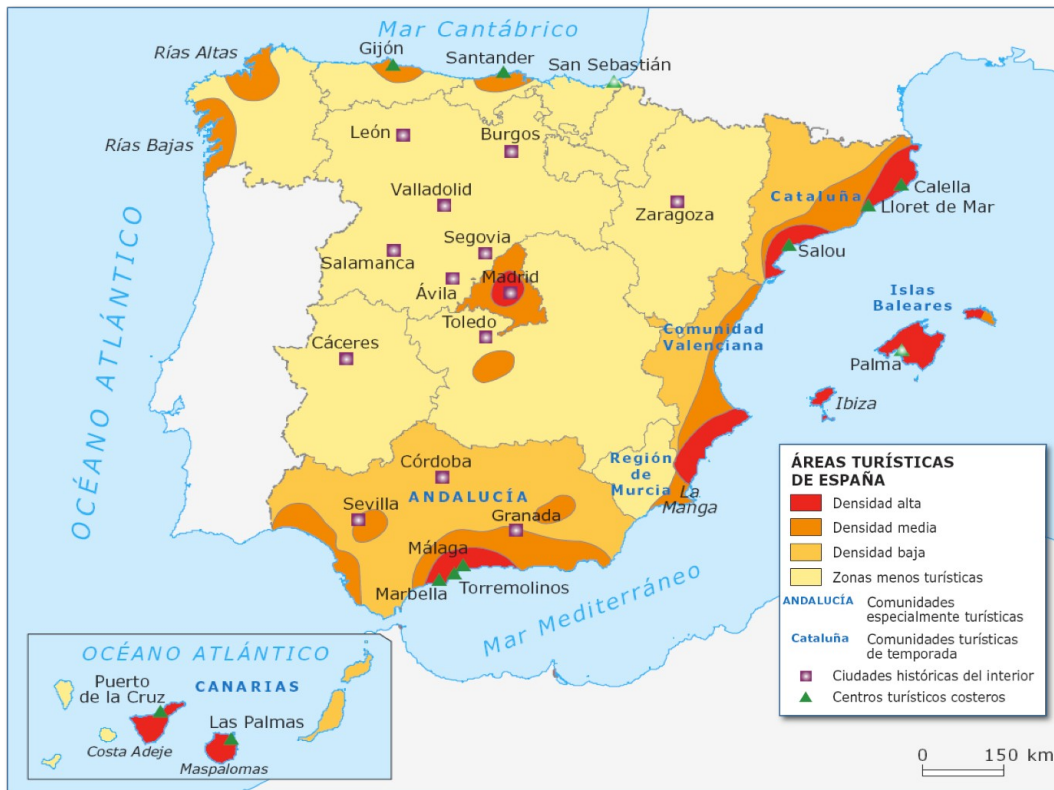 Mar Cantábrico
Rías Altas
Gijón
Santander
San Sebastián
Rías Bajas
León
Burgos
Valladolid
Zaragoza
Cataluña
Calella
Lloret de Mar
Segovia
Salamanca
Salou
Ávila
Madrid
Toledo
Islas
Baleares
Comunidad
Valenciana
Cáceres
Palma
Ibiza
OCÉANO ATLÁNTICO
Córdoba
ANDALUCÍA
Región
de
Murcia
La
Manga
Sevilla
Granada
Málaga
Torremolinos
Marbella
Mar Mediterráneo
OCÉANO ATLÁNTICO
Puerto
de la Cruz
CANARIAS
Las Palmas
Costa Adeje
Maspalomas
ÁREAS TURÍSTICAS
DE ESPAÑA
Densidad alta
Densidad media
Densidad baja
Zonas menos turísticas
ANDALUCÍA Comunidades
especialmente turísticas
Cataluña Comunidades turísticas
de temporada
Ciudades históricas del interior
Centros turísticos costeros
0 150 km